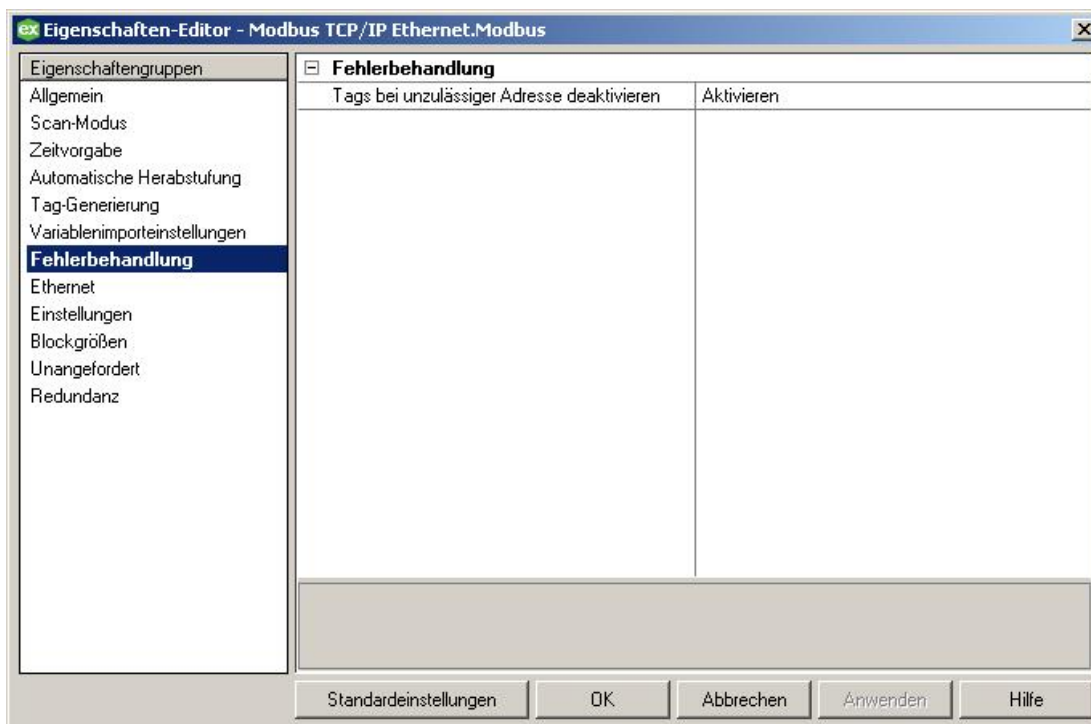 ex Eigenschaften-Editor - Modbus TCP/IP Ethernet.Modbus
Eigenschaftengruppen
Allgemein
Scan-Modus
Zeitvorgabe
Automatische Herabstufung
Tag-Generierung
Variablenimporteinstellungen
Fehlerbehandlung
Ethernet
Einstellungen
Blockgrößen
Unangefordert
Redundanz
Fehlerbehandlung
Tags bei unzulässiger Adresse deaktivieren Aktivieren
Standardeinstellungen OK Abbrechen Anwenden Hilfe